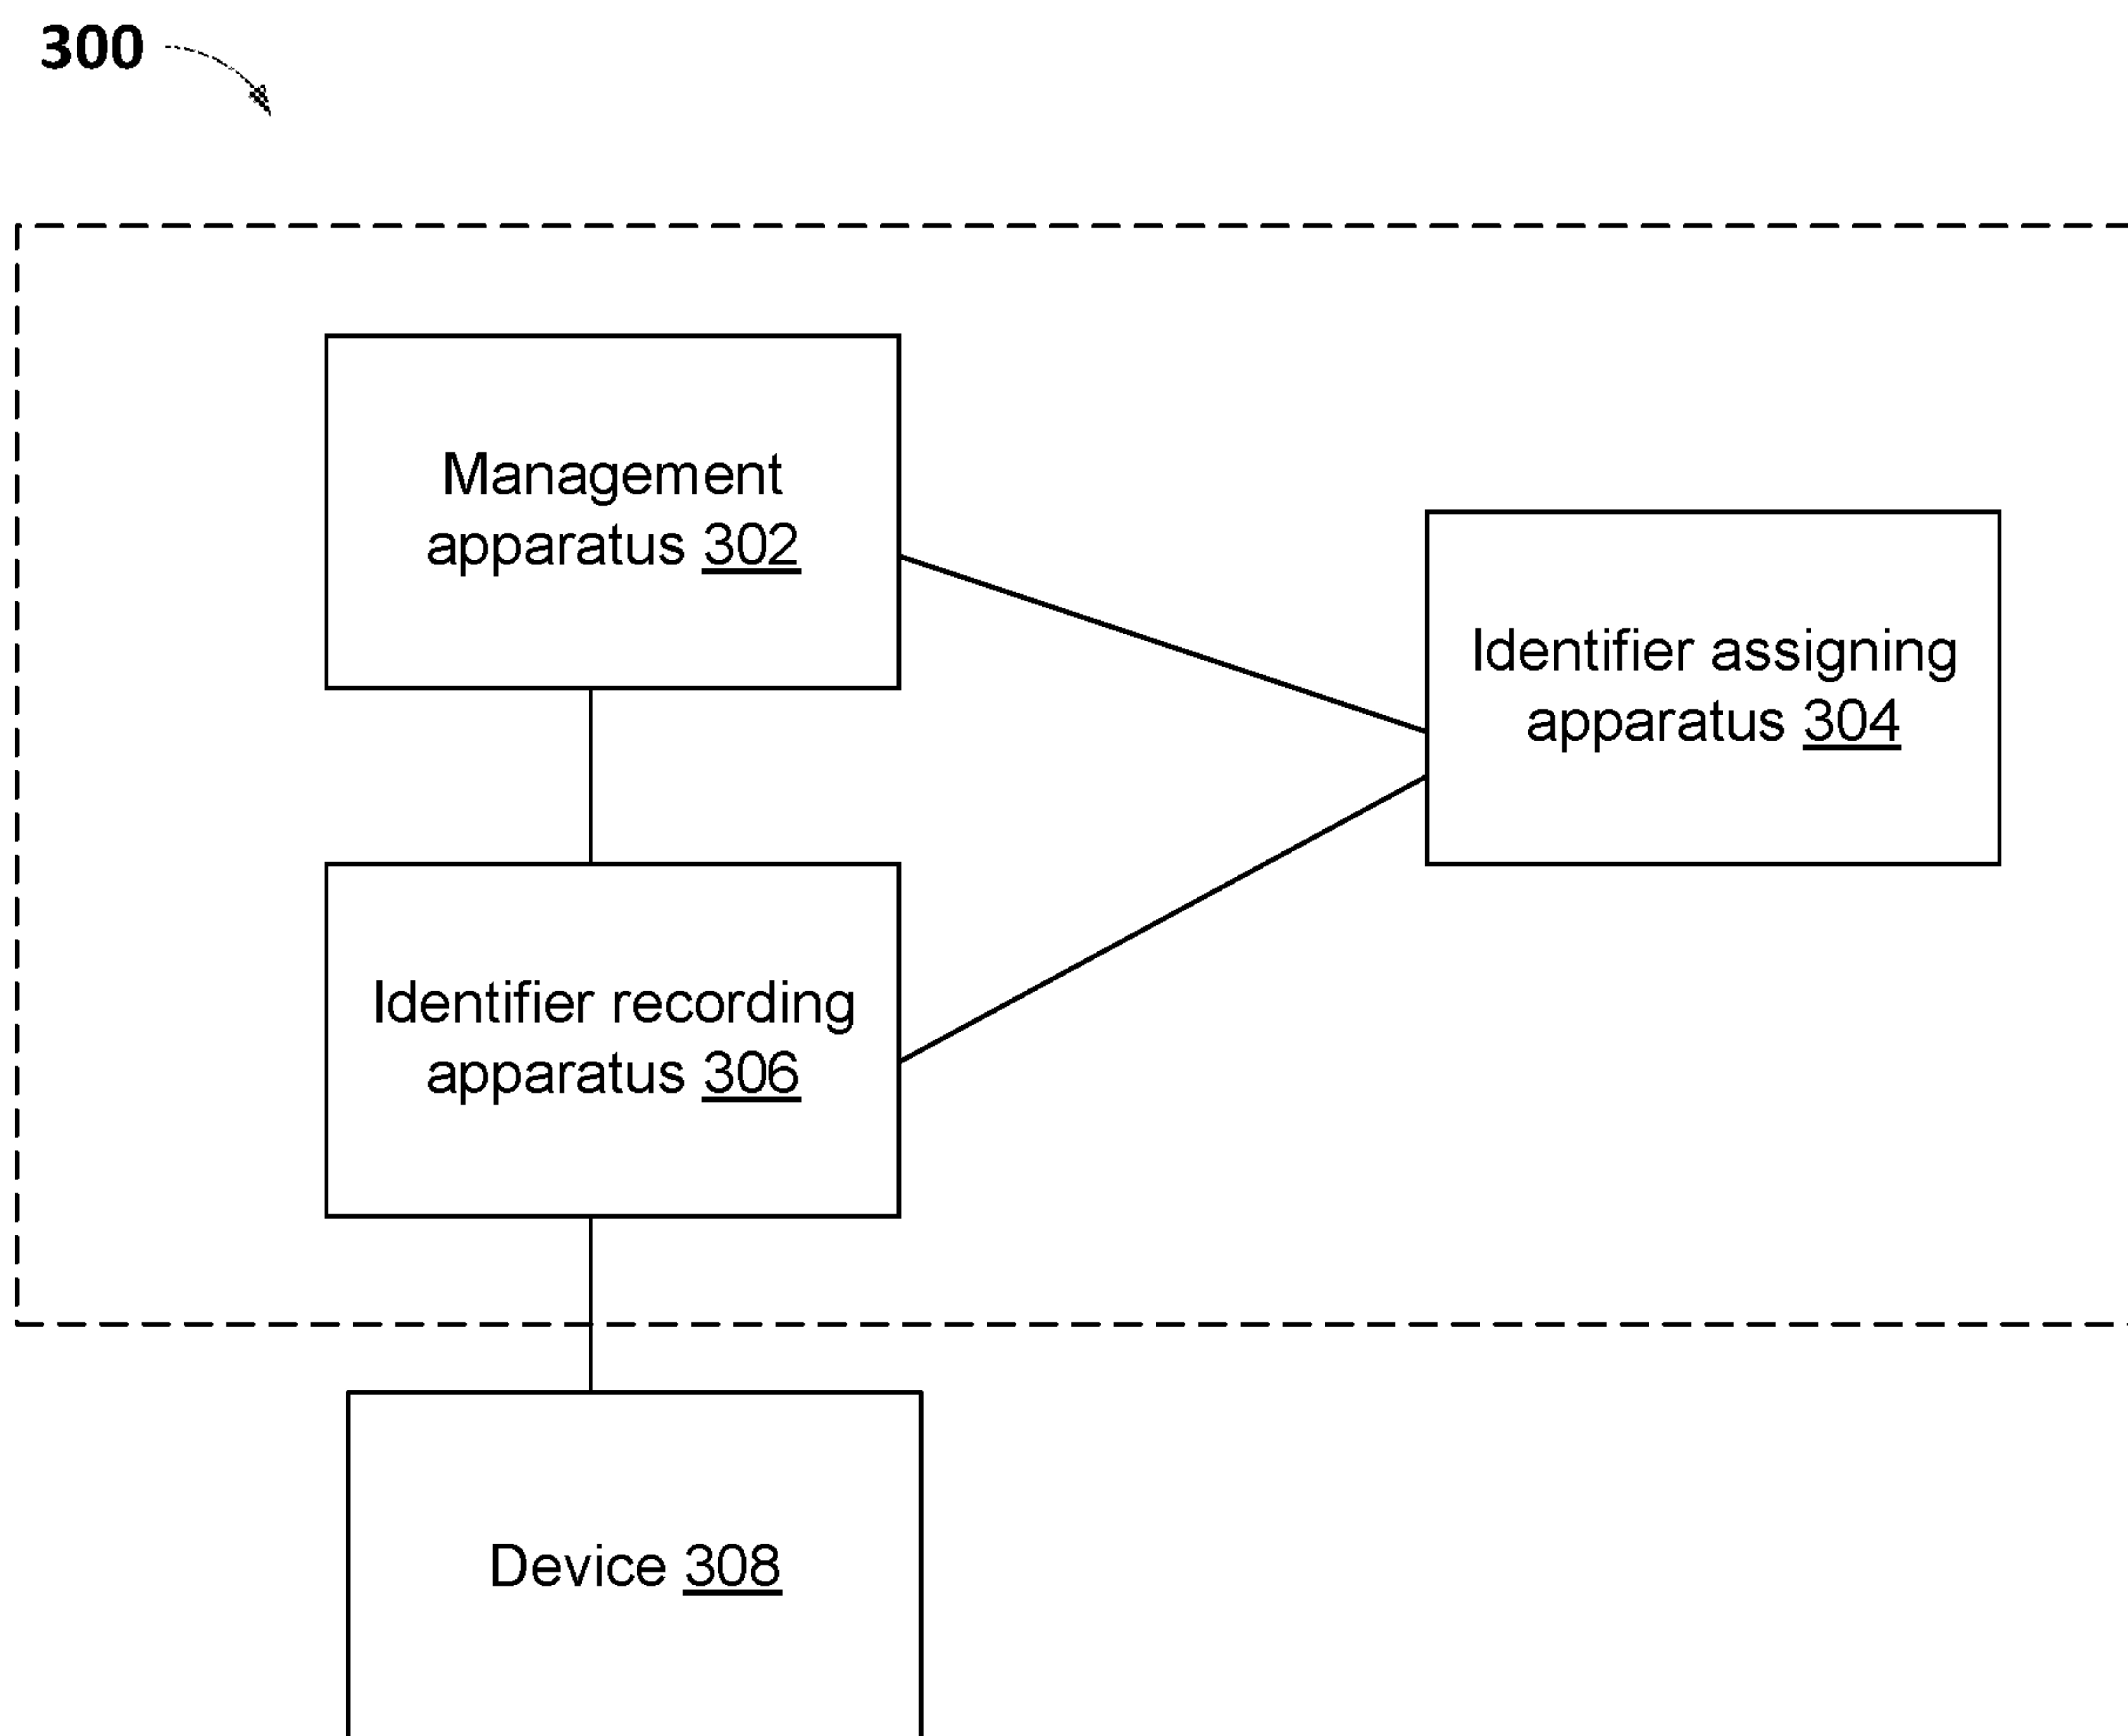 300
Management
apparatus 302
Identifier assigning
apparatus 304
Identifier recording
apparatus 306
Device 308